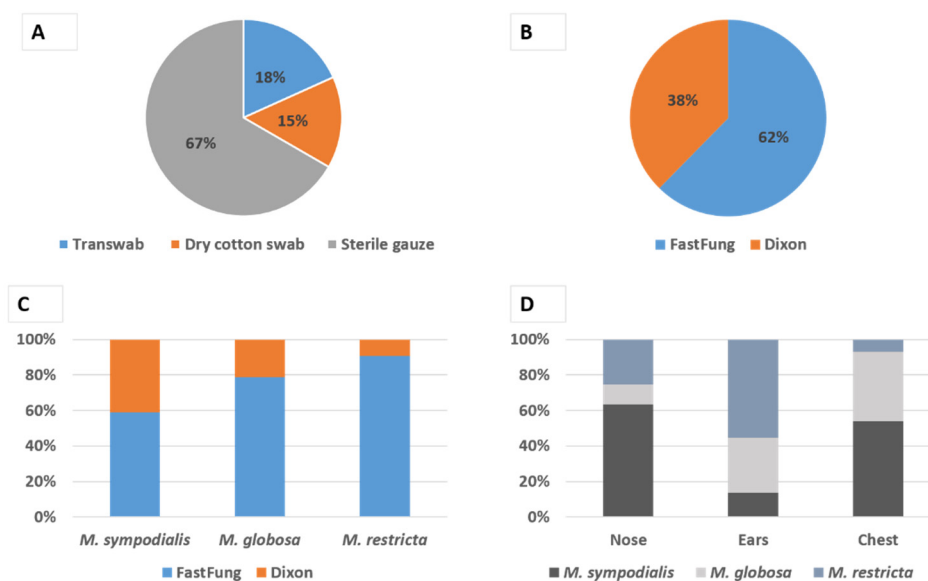 A
18%
15%
67%
Transwab Dry cotton swab Sterile gauze
B
38%
62%
FastFung Dixon
C
100%
80%
60%
40%
20%
0%
M. sympodialis M. globosa M. restricta
FastFung Dixon
D
100%
80%
60%
40%
20%
0%
Nose Ears Chest
M. sympodialis M. globosa M. restricta